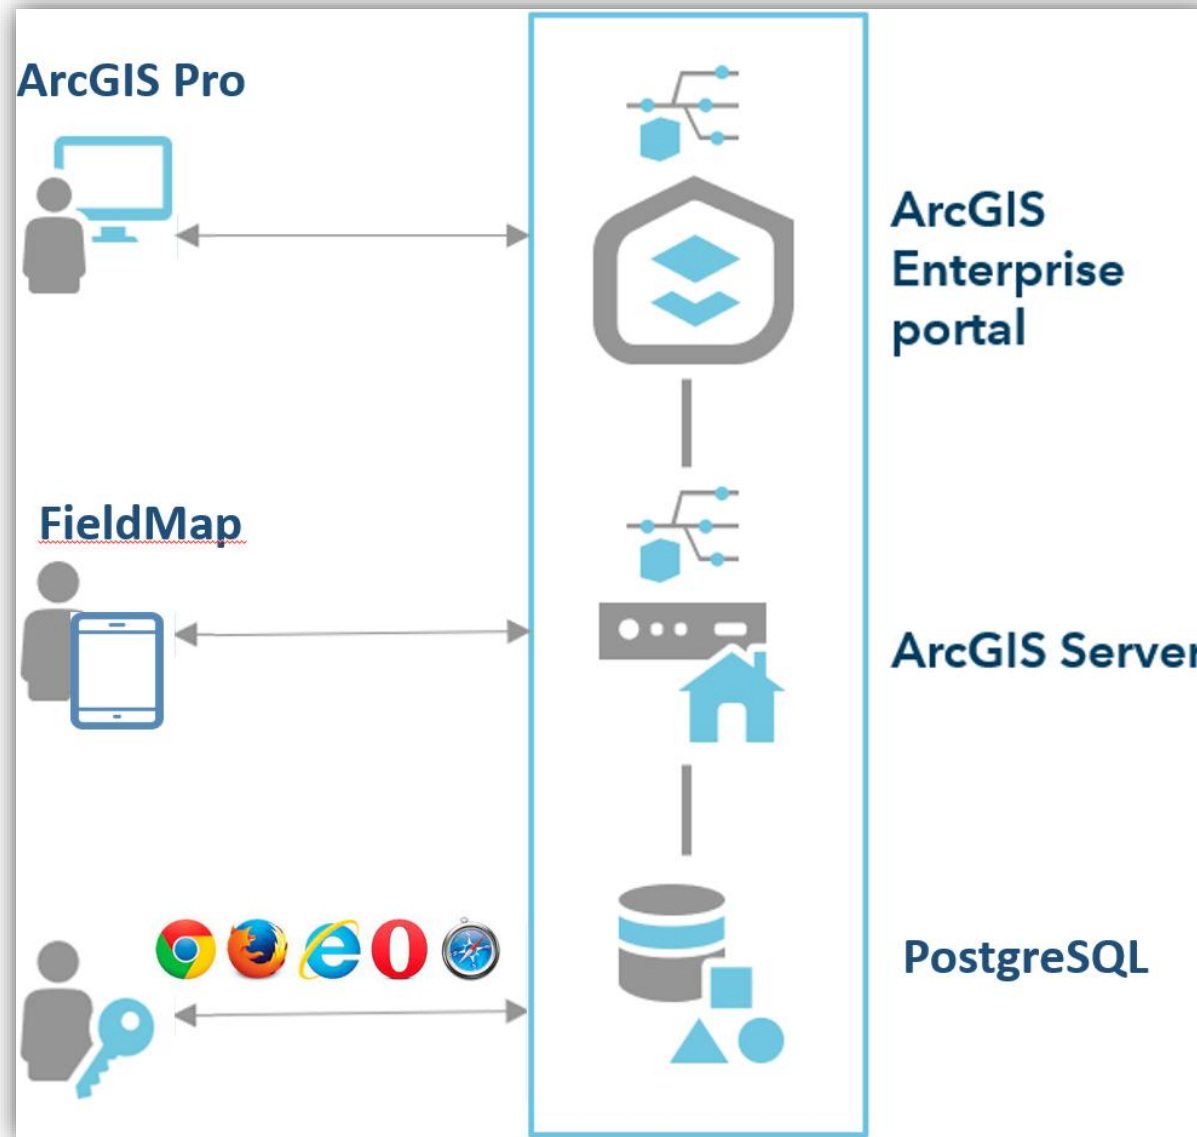 ArcGIS Pro
ArcGIS
Enterprise
portal
FieldMap
ArcGIS Server
PostgreSQL